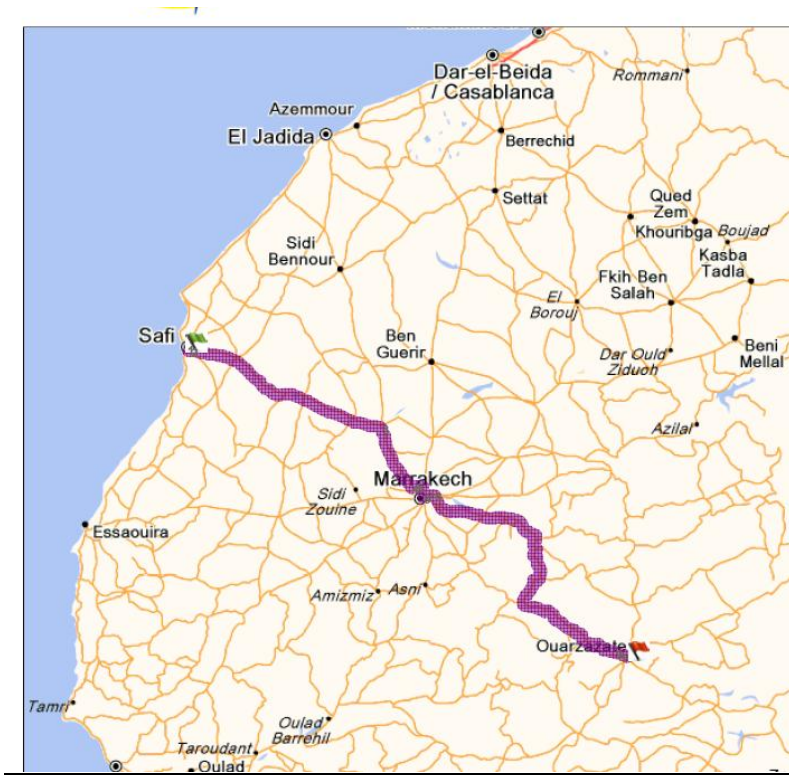 Dar-el-Beida
/ Casablanca
Rommani
Azemmour
El Jadida
Berrechid
Settat
Qued
Zem
Khouribga
Boujad
Sidi
Bennour
Kasba
Tadla
Fkih Ben
Salah
El
Borouj
Safi
Ben
Guerir
Dar Ould
Ziduoh
Beni
Mellal
Azilal
Marrakech
Sidi
Zouine
Essaouira
Amizmiz
Asni
Ouarzazate
Tamri
Oulad
Barrehil
Taroudant
Oulad